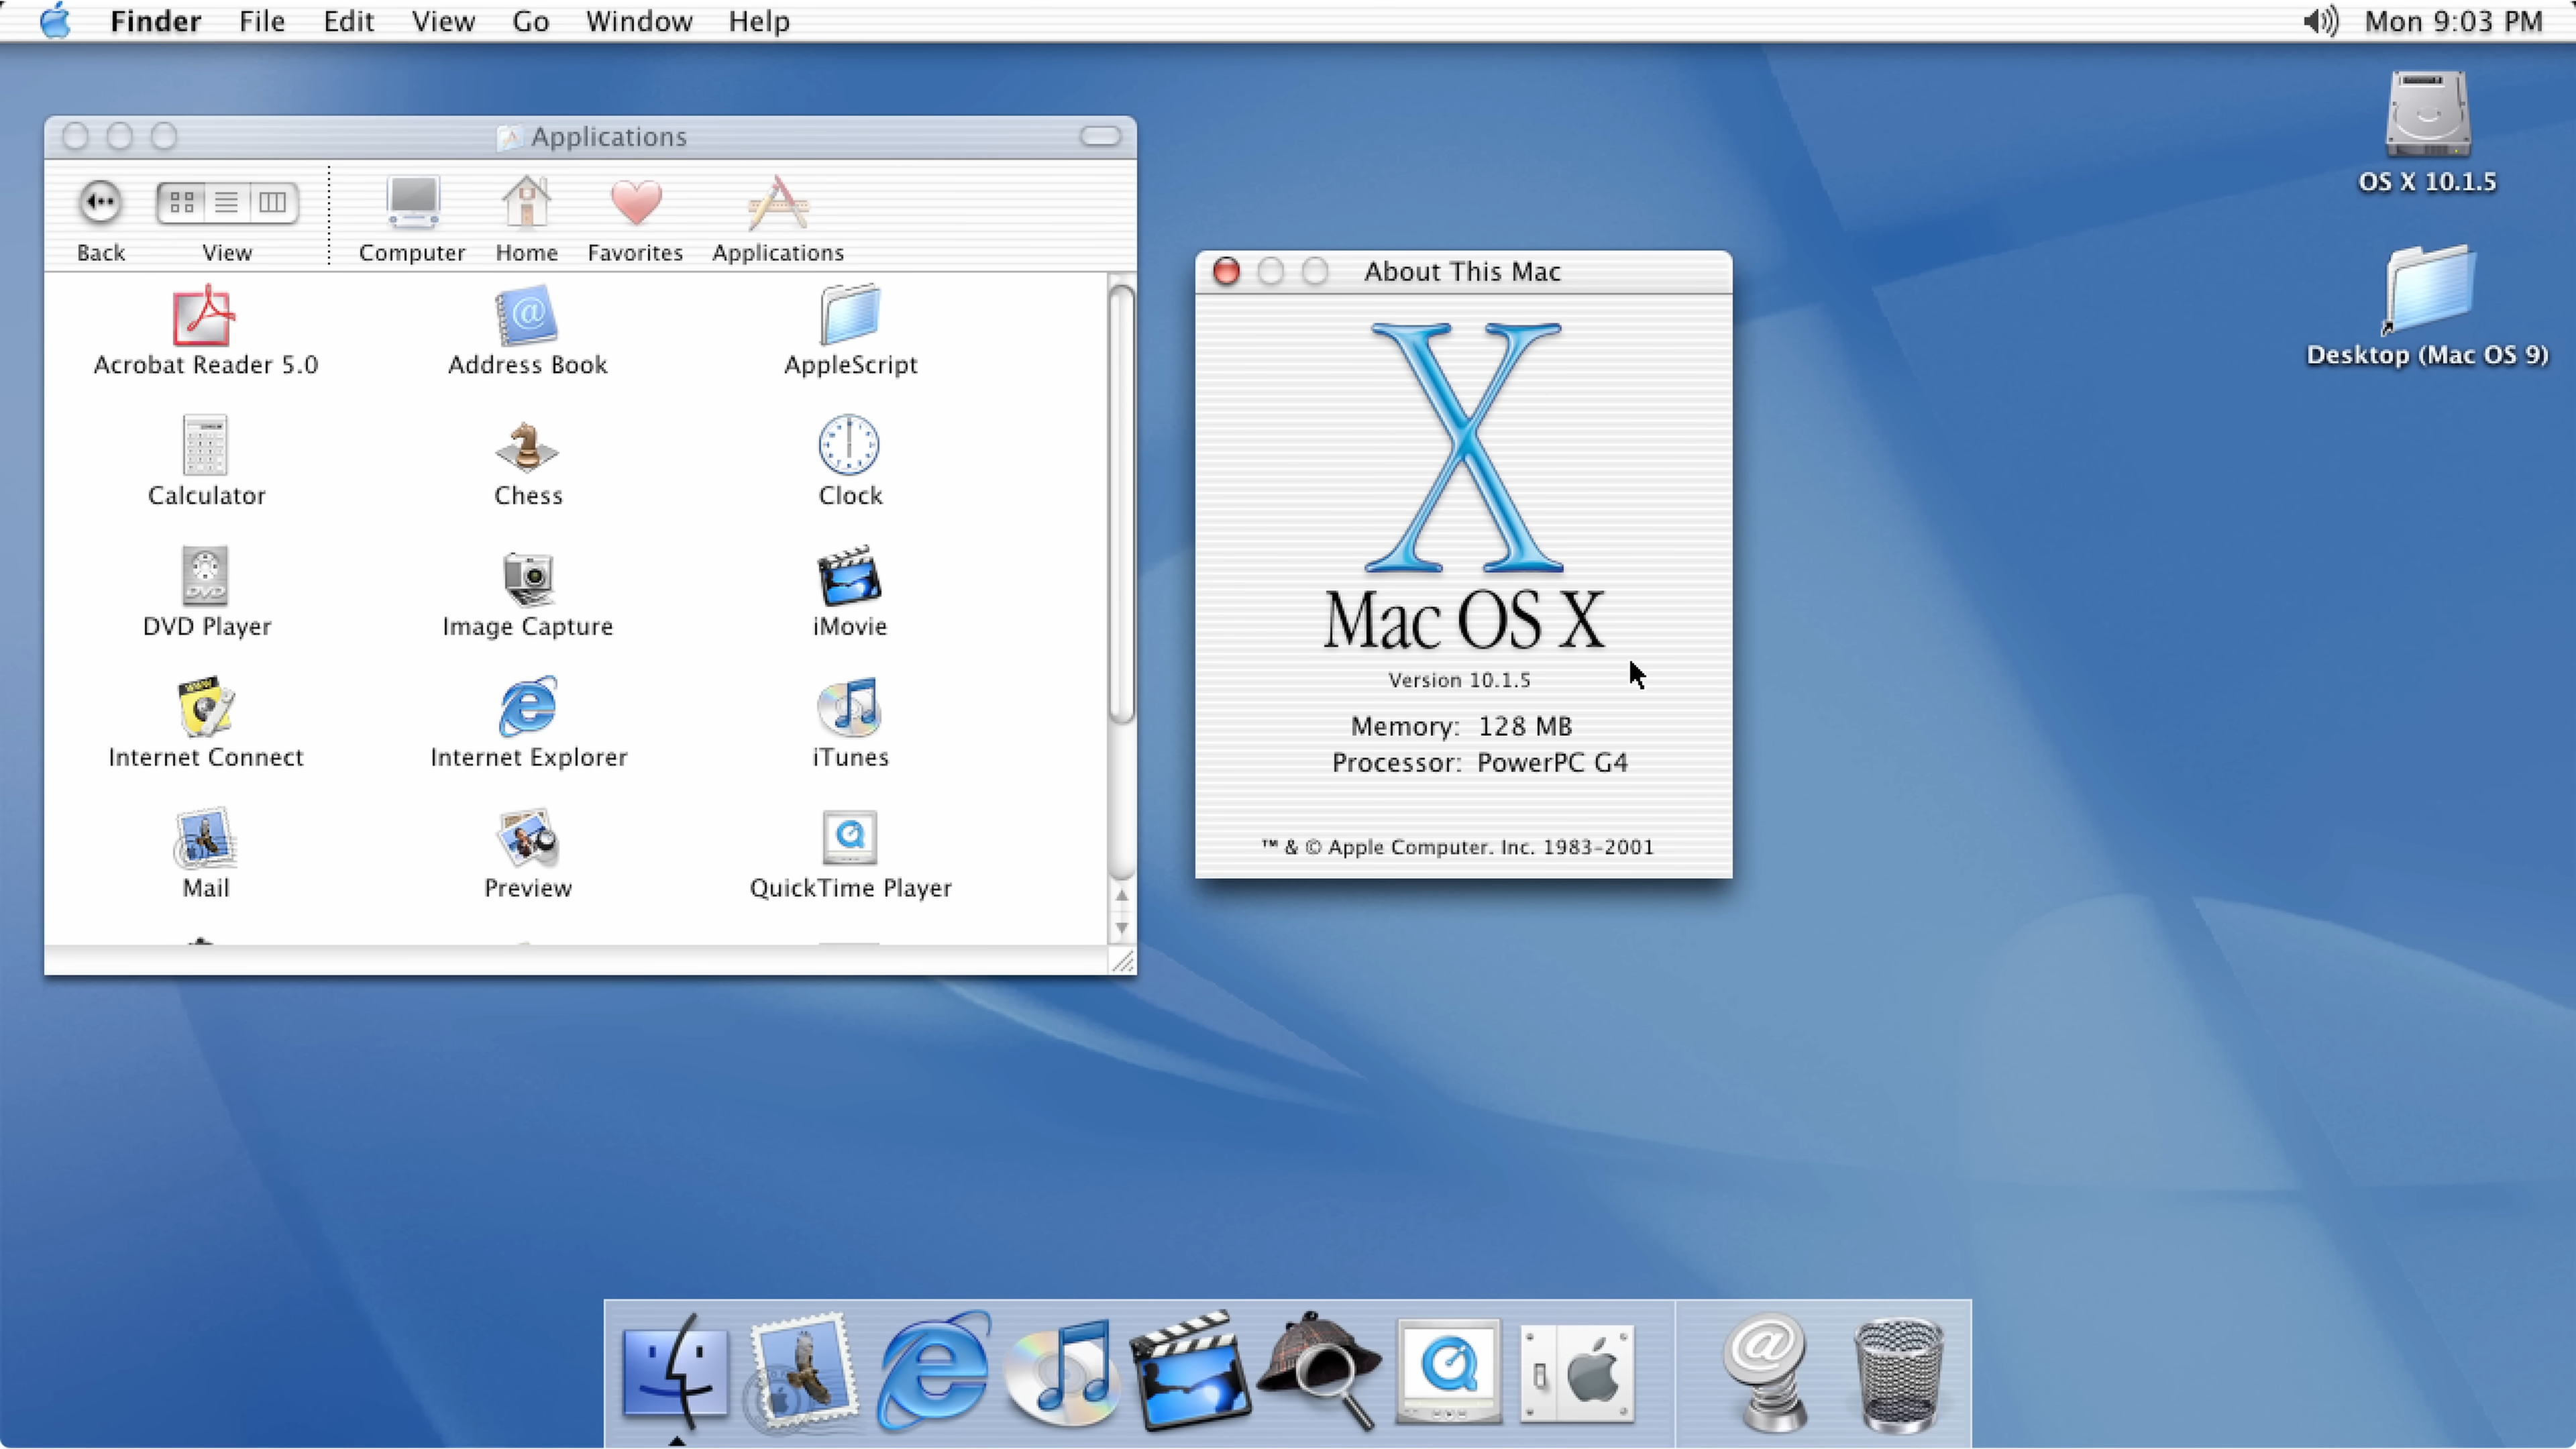 Finder File Edit View Go Window Help
Mon 9:03 PM
OS X 10.1.5
Desktop (Mac OS 9)
Applications
Back View Computer Home Favorites Applications
Acrobat Reader 5.0 Address Book AppleScript
Calculator Chess Clock
DVD Player Image Capture iMovie
Internet Connect Internet Explorer iTunes
Mail Preview QuickTime Player
About This Mac
X
Mac OS X
Version 10.1.5
Memory: 128 MB
Processor: PowerPC G4
™ & © Apple Computer. Inc. 1983-2001